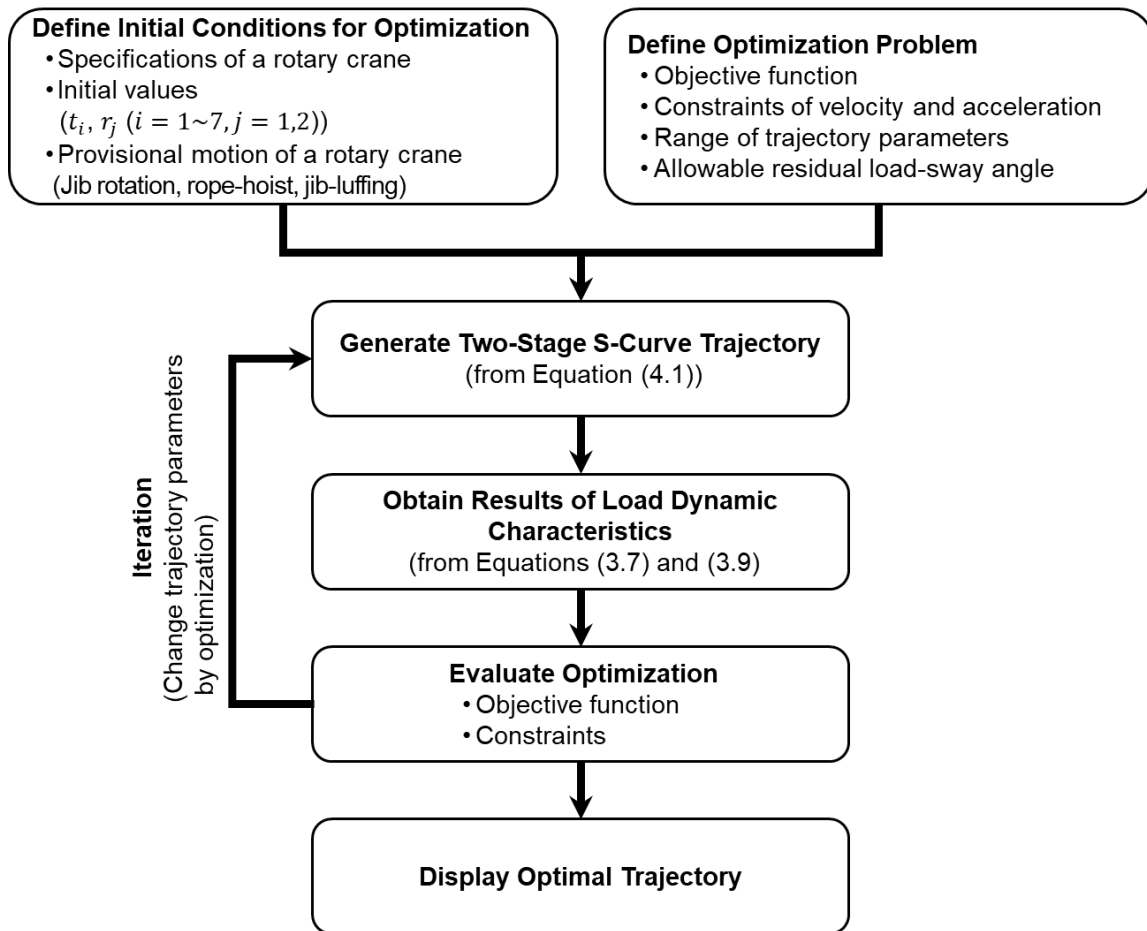 Define Initial Conditions for Optimization
• Specifications of a rotary crane
• Initial values
(tᵢ, rⱼ (i = 1~7, j = 1,2))
• Provisional motion of a rotary crane
(Jib rotation, rope-hoist, jib-luffing)
Define Optimization Problem
• Objective function
• Constraints of velocity and acceleration
• Range of trajectory parameters
• Allowable residual load-sway angle
Generate Two-Stage S-Curve Trajectory
(from Equation (4.1))
Iteration
(Change trajectory parameters
by optimization)
Obtain Results of Load Dynamic
Characteristics
(from Equations (3.7) and (3.9)
Evaluate Optimization
• Objective function
• Constraints
Display Optimal Trajectory